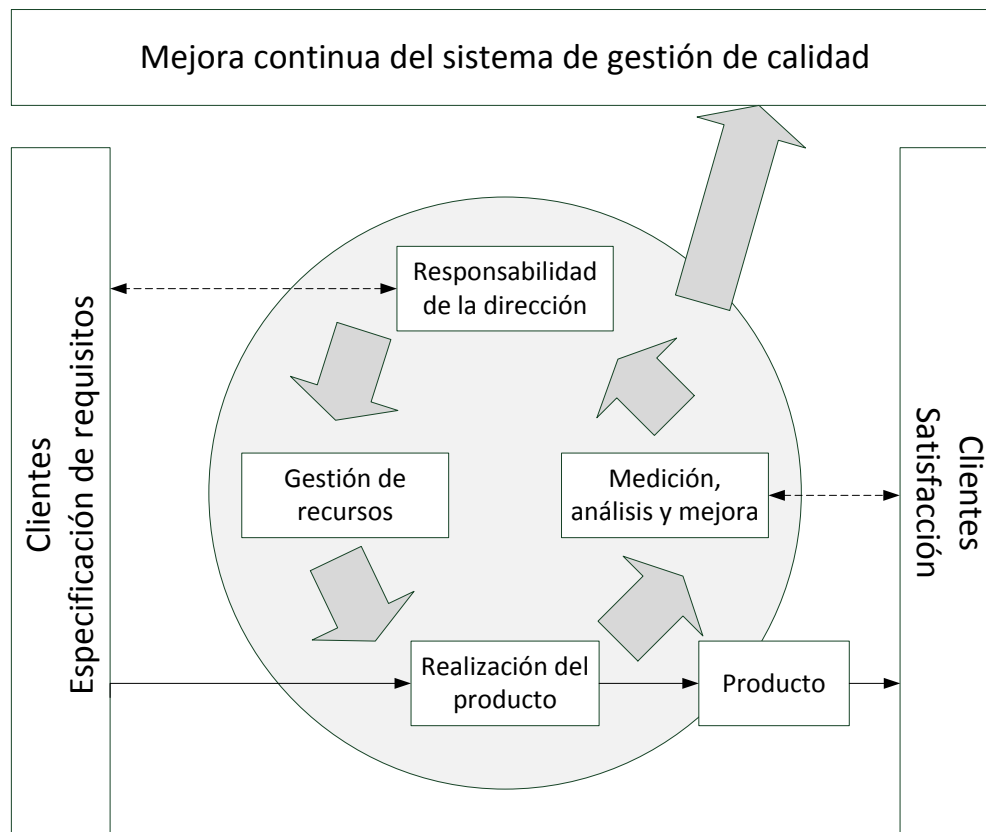 Mejora continua del sistema de gestión de calidad
Clientes
Especificación de requisitos
Responsabilidad
de la dirección
Gestión de
recursos
Medición,
análisis y mejora
Realización del
producto
Producto
Clientes
Satisfacción